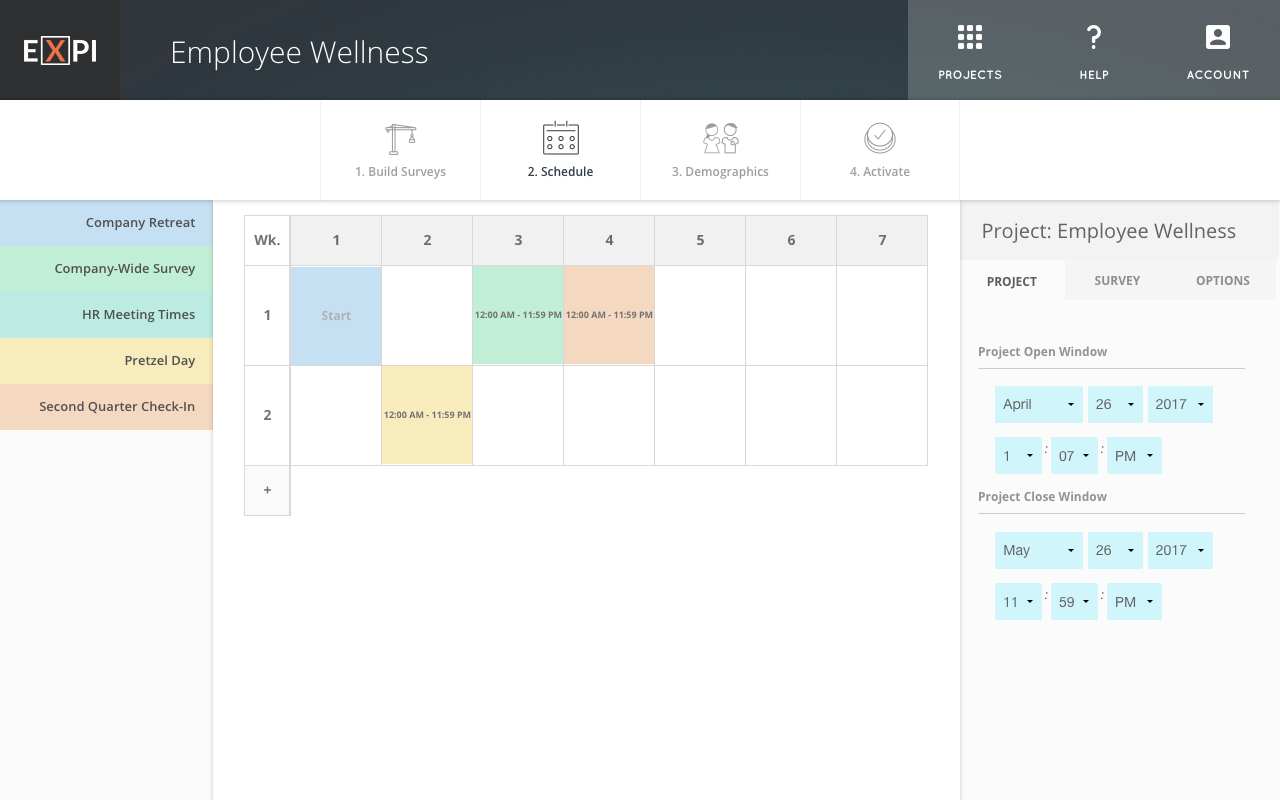 EXPI
Employee Wellness
PROJECTS
HELP
ACCOUNT
1. Build Surveys
2. Schedule
3. Demographics
4. Activate
Company Retreat
Company-Wide Survey
HR Meeting Times
Pretzel Day
Second Quarter Check-In
Wk. 1 2 3 4 5 6 7
1 Start 12:00 AM - 11:59 PM 12:00 AM - 11:59 PM
2 12:00 AM - 11:59 PM
+
Project: Employee Wellness
PROJECT SURVEY OPTIONS
Project Open Window
April 26 2017
1 : 07 : PM
Project Close Window
May 26 2017
11 : 59 : PM